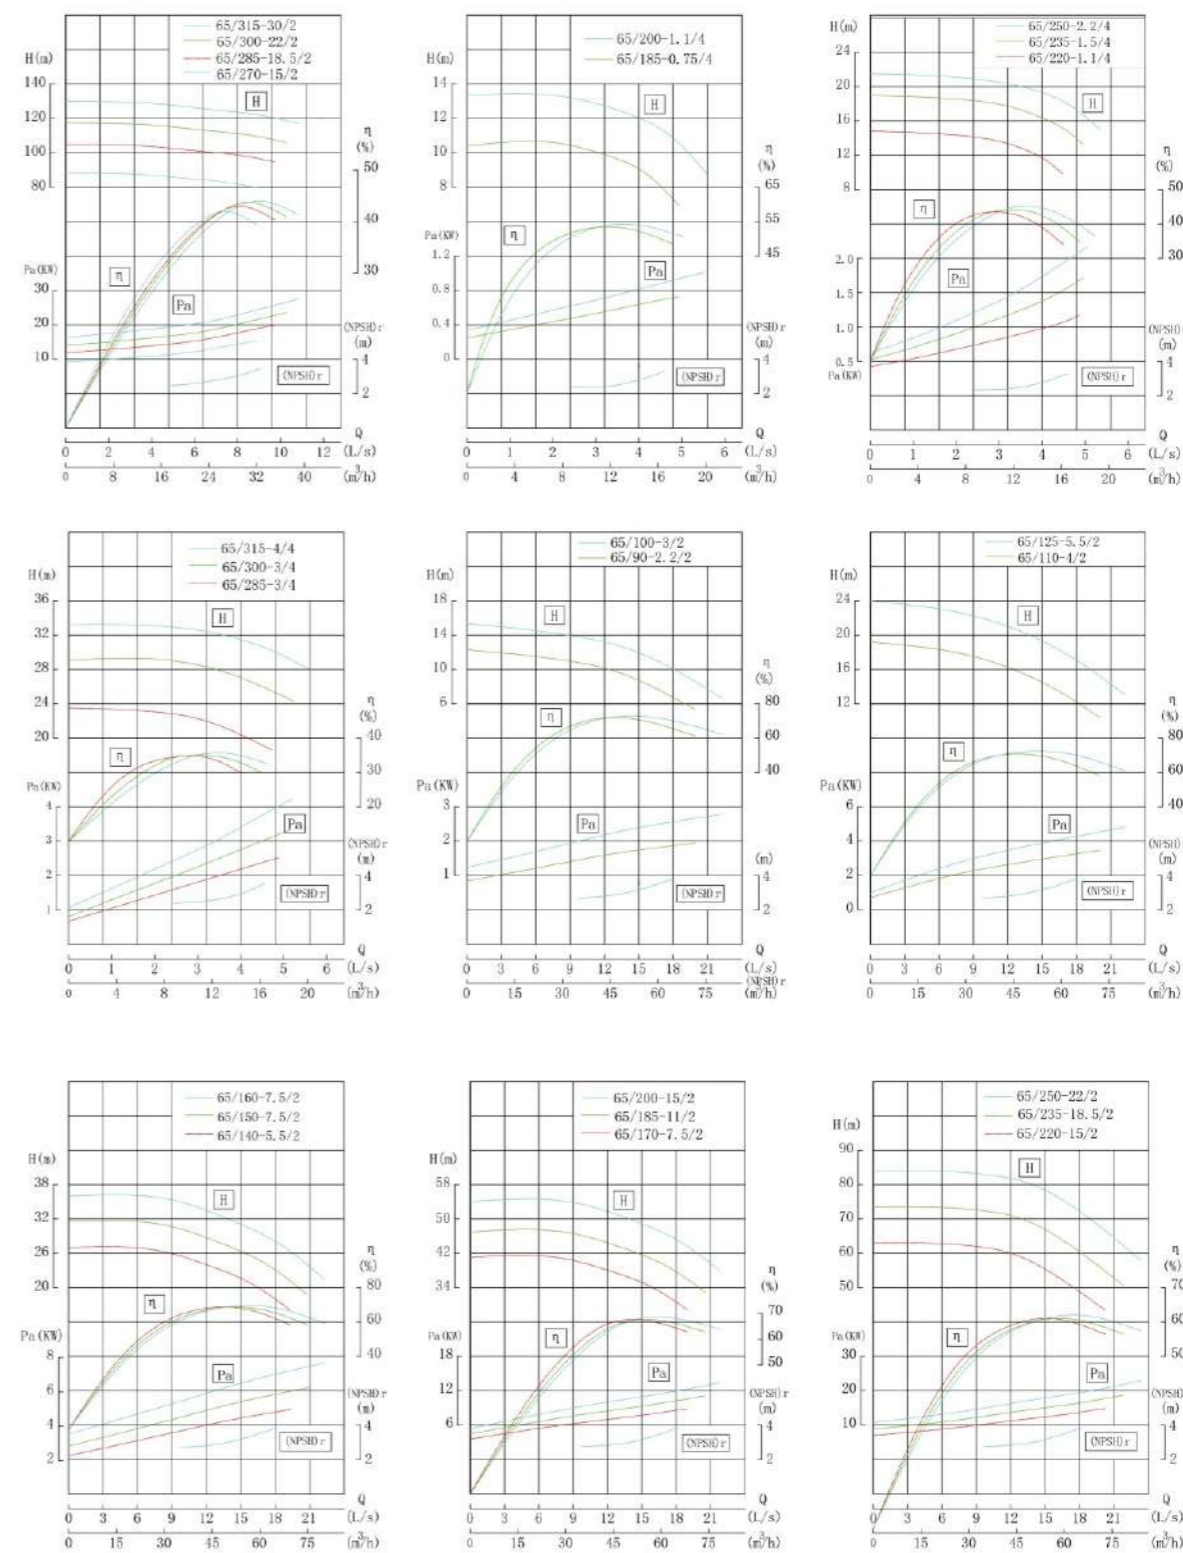 65/315-30/2
65/300-22/2
65/285-18.5/2
65/270-15/2
H(m)
140
120
100
80
H
η
(%)
50
40
30
η
Pa(KW)
30
20
10
Pa
(NPSH)r
(m)
4
2
(NPSH)r
Q
0 2 4 6 8 10 12 (L/s)
0 8 16 24 32 40 (m³/h)
65/200-1.1/4
65/185-0.75/4
H(m)
14
12
10
8
H
η
(%)
65
55
45
Pa(KW)
η
1.2
0.8
0.4
0
Pa
(NPSH)r
(m)
4
2
(NPSH)r
Q
0 1 2 3 4 5 6 (L/s)
0 4 8 12 16 20 (m³/h)
65/250-2.2/4
65/235-1.5/4
65/220-1.1/4
H(m)
24
20
16
12
8
H
η
(%)
50
40
30
η
2.0
1.5
1.0
0.5
Pa(KW)
Pa
(NPSH)
(m)
4
2
(NPSH)r
Q
0 1 2 3 4 5 6 (L/s)
0 4 8 12 16 20 (m³/h)
65/315-4/4
65/300-3/4
65/285-3/4
H(m)
36
32
28
24
20
H
η
(%)
40
30
20
η
Pa(KW)
4
3
2
1
Pa
(NPSH)r
(m)
4
2
(NPSH)r
Q
0 1 2 3 4 5 6 (L/s)
0 4 8 12 16 20 (m³/h)
65/100-3/2
65/90-2.2/2
H(m)
18
14
10
6
H
η
(%)
80
60
40
η
Pa(KW)
3
2
1
Pa
(m)
4
2
(NPSH)r
Q
0 3 6 9 12 15 18 21 (L/s)
(NPSH)r
0 15 30 45 60 75 (m³/h)
65/125-5.5/2
65/110-4/2
H(m)
24
20
16
12
H
η
(%)
80
60
40
η
Pa(KW)
6
4
2
0
Pa
(NPSH)
(m)
4
2
(NPSH)r
Q
0 3 6 9 12 15 18 21 (L/s)
0 15 30 45 60 75 (m³/h)
65/160-7.5/2
65/150-7.5/2
65/140-5.5/2
H(m)
38
32
26
20
H
η
(%)
80
60
40
η
Pa(KW)
8
6
4
2
Pa
(NPSH)r
(m)
4
2
(NPSH)r
Q
0 3 6 9 12 15 18 21 (L/s)
0 15 30 45 60 75 (m³/h)
65/200-15/2
65/185-11/2
65/170-7.5/2
H(m)
58
50
42
34
H
η
(%)
70
60
50
η
Pa(KW)
18
12
6
Pa
(NPSH)r
(m)
4
2
(NPSH)r
Q
0 3 6 9 12 15 18 21 (L/s)
0 15 30 45 60 75 (m³/h)
65/250-22/2
65/235-18.5/2
65/220-15/2
H(m)
90
80
70
60
50
H
η
(%)
70
60
50
η
Pa(KW)
30
20
10
Pa
(NPSH)
(m)
4
2
(NPSH)r
Q
0 3 6 9 12 15 18 21 (L/s)
0 15 30 45 60 75 (m³/h)